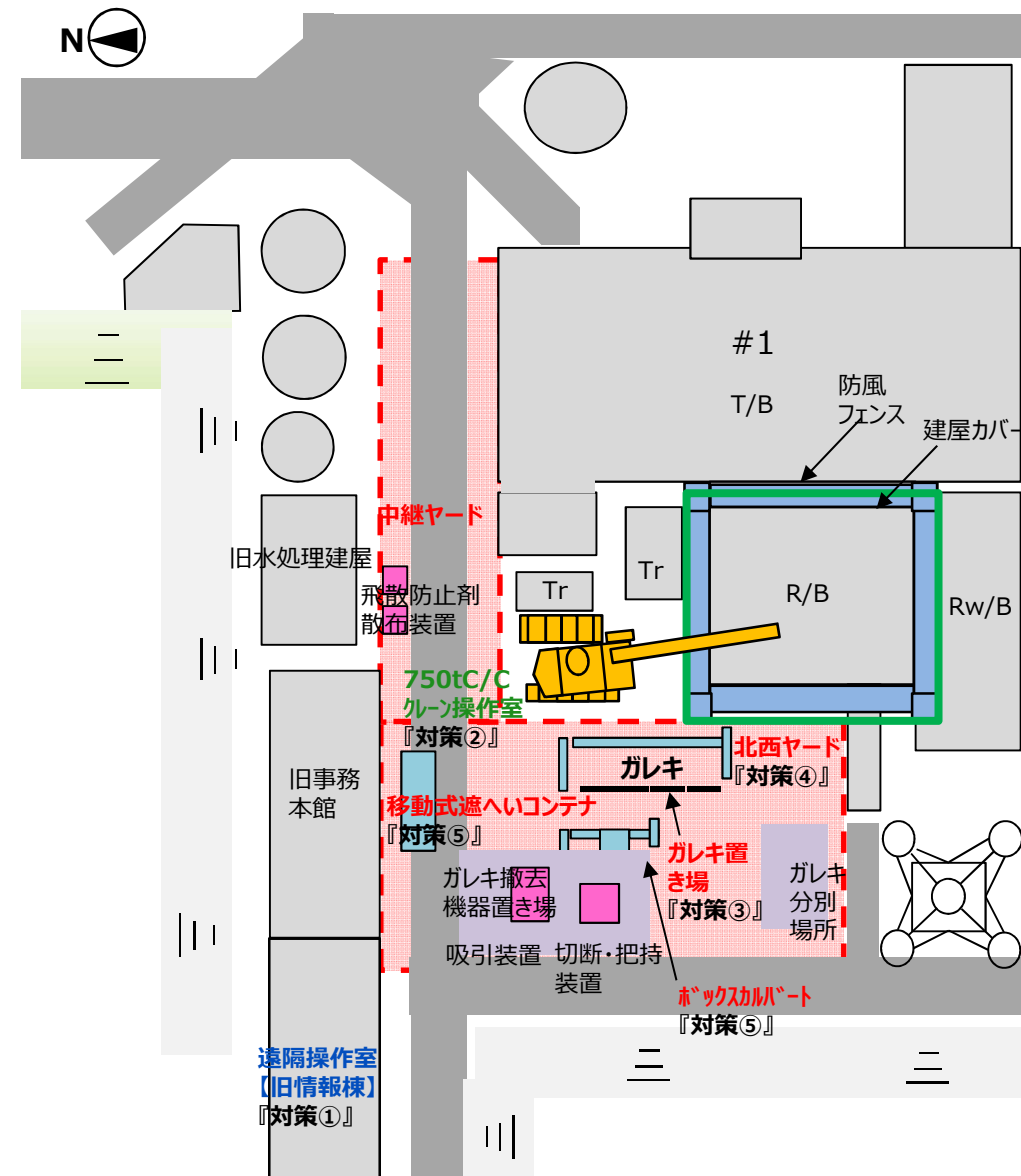 N
#1
T/B
防風
フェンス
建屋カバー
中継ヤード
旧水処理建屋
飛散防止剤
散布装置
Tr
Tr
R/B
Rw/B
750tC/C
ｸﾚｰﾝ操作室
『対策②』
北西ヤード
『対策④』
ガレキ
旧事務
本館
移動式遮へいコンテナ
『対策⑤』
ガレキ置
き場
『対策③』
ガレキ撤去
機器置き場
ガレキ
分別
場所
吸引装置
切断・把持
装置
ﾎﾞｯｸｽｶﾙﾊﾞｰﾄ
『対策⑤』
遠隔操作室
【旧情報棟】
『対策①』